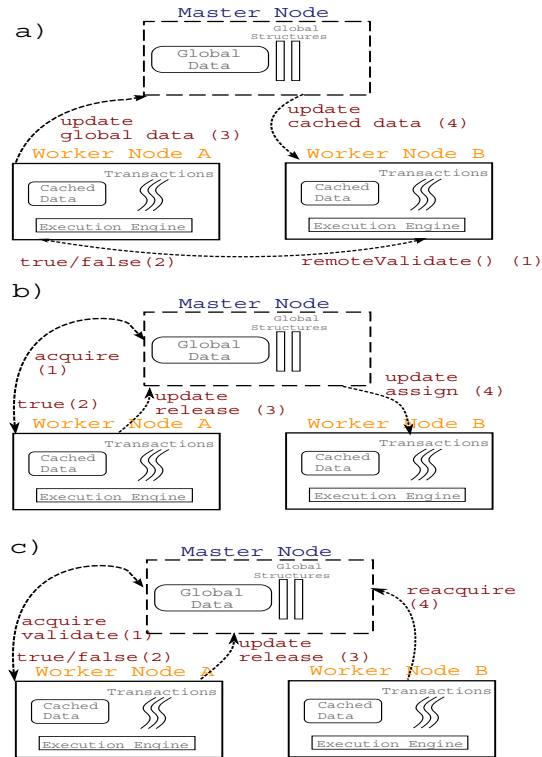 a)
Master Node
Global
Structures
Global
Data
update
global data (3)
update
cached data (4)
Worker Node A
Worker Node B
Transactions
Cached
Data
Execution Engine
Transactions
Cached
Data
Execution Engine
true/false(2)
remoteValidate() (1)
b)
Master Node
Global
Structures
Global
Data
acquire
(1)
true(2)
update
release (3)
update
assign (4)
Worker Node A
Worker Node B
Transactions
Cached
Data
Execution Engine
Transactions
Cached
Data
Execution Engine
c)
Master Node
Global
Structures
Global
Data
reacquire
(4)
acquire
validate(1)
true/false(2)
update
release (3)
Worker Node A
Worker Node B
Transactions
Cached
Data
Execution Engine
Transactions
Cached
Data
Execution Engine